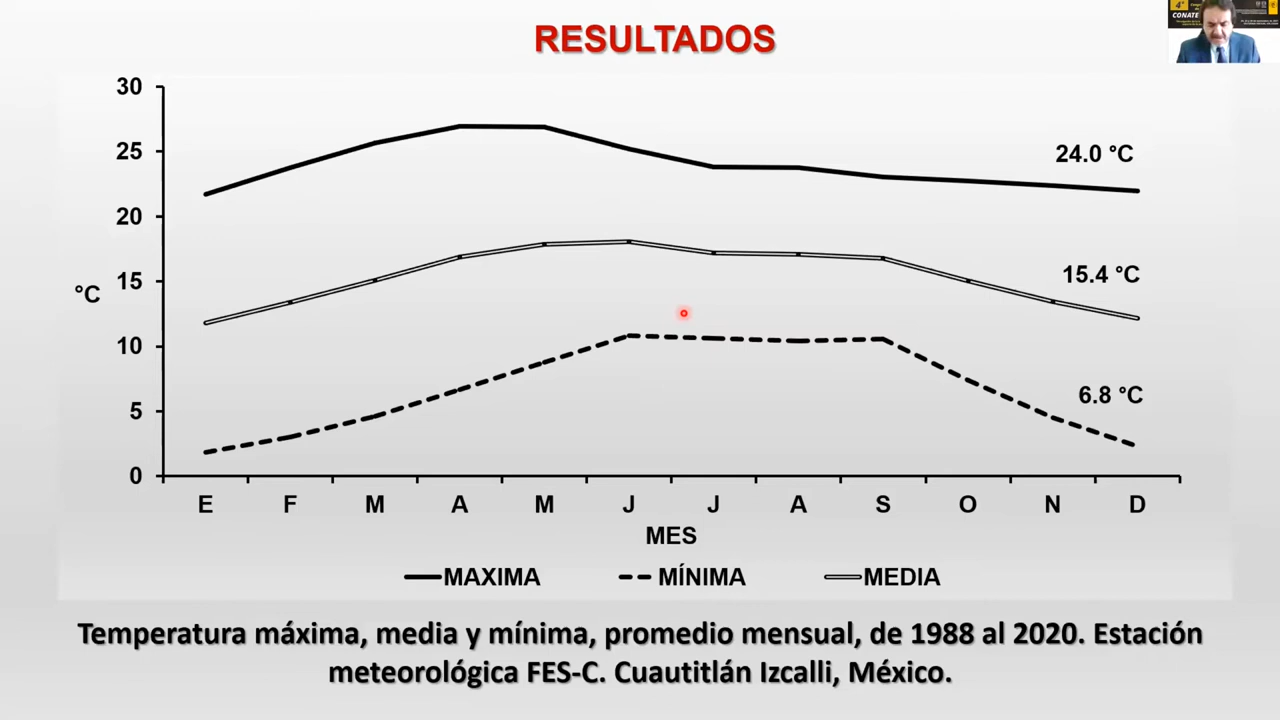 RESULTADOS
4°
CONATE
30
25
20
15
10
5
0
°C
24.0 °C
15.4 °C
6.8 °C
E F M A M J J A S O N D
MES
MAXIMA MÍNIMA MEDIA
Temperatura máxima, media y mínima, promedio mensual, de 1988 al 2020. Estación
meteorológica FES-C. Cuautitlán Izcalli, México.